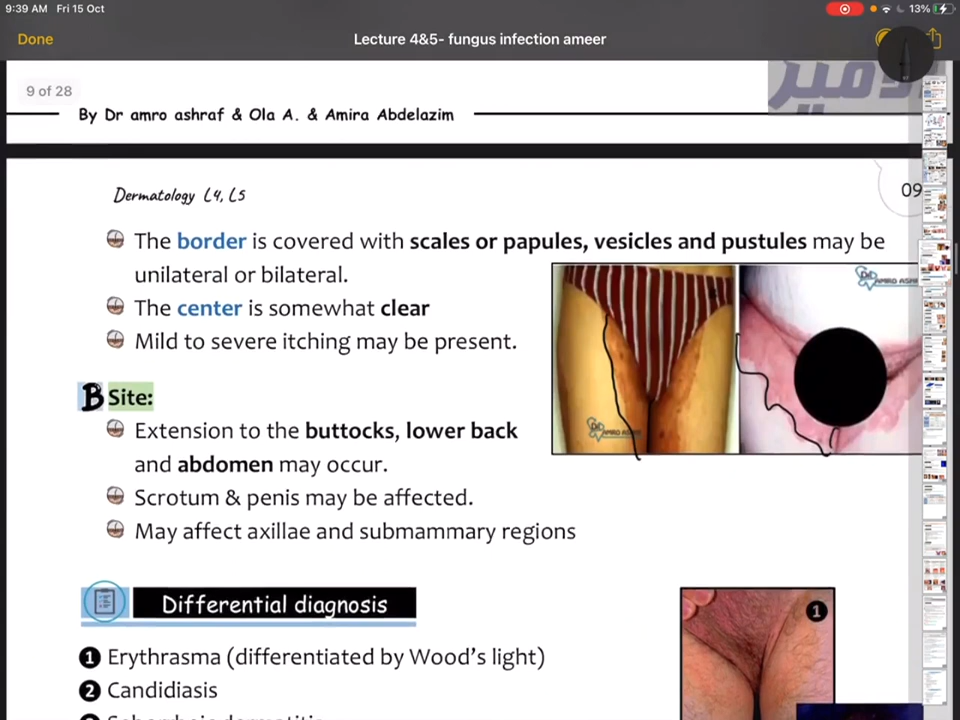 9:39 AM Fri 15 Oct
13%
Done
Lecture 4&5- fungus infection ameer
9 of 28
By Dr amro ashraf & Ola A. & Amira Abdelazim
Dermatology L4, L5
09
The border is covered with scales or papules, vesicles and pustules may be
unilateral or bilateral.
The center is somewhat clear
Mild to severe itching may be present.
B Site:
Extension to the buttocks, lower back
and abdomen may occur.
Scrotum & penis may be affected.
May affect axillae and submammary regions
Differential diagnosis
1 Erythrasma (differentiated by Wood's light)
2 Candidiasis
1